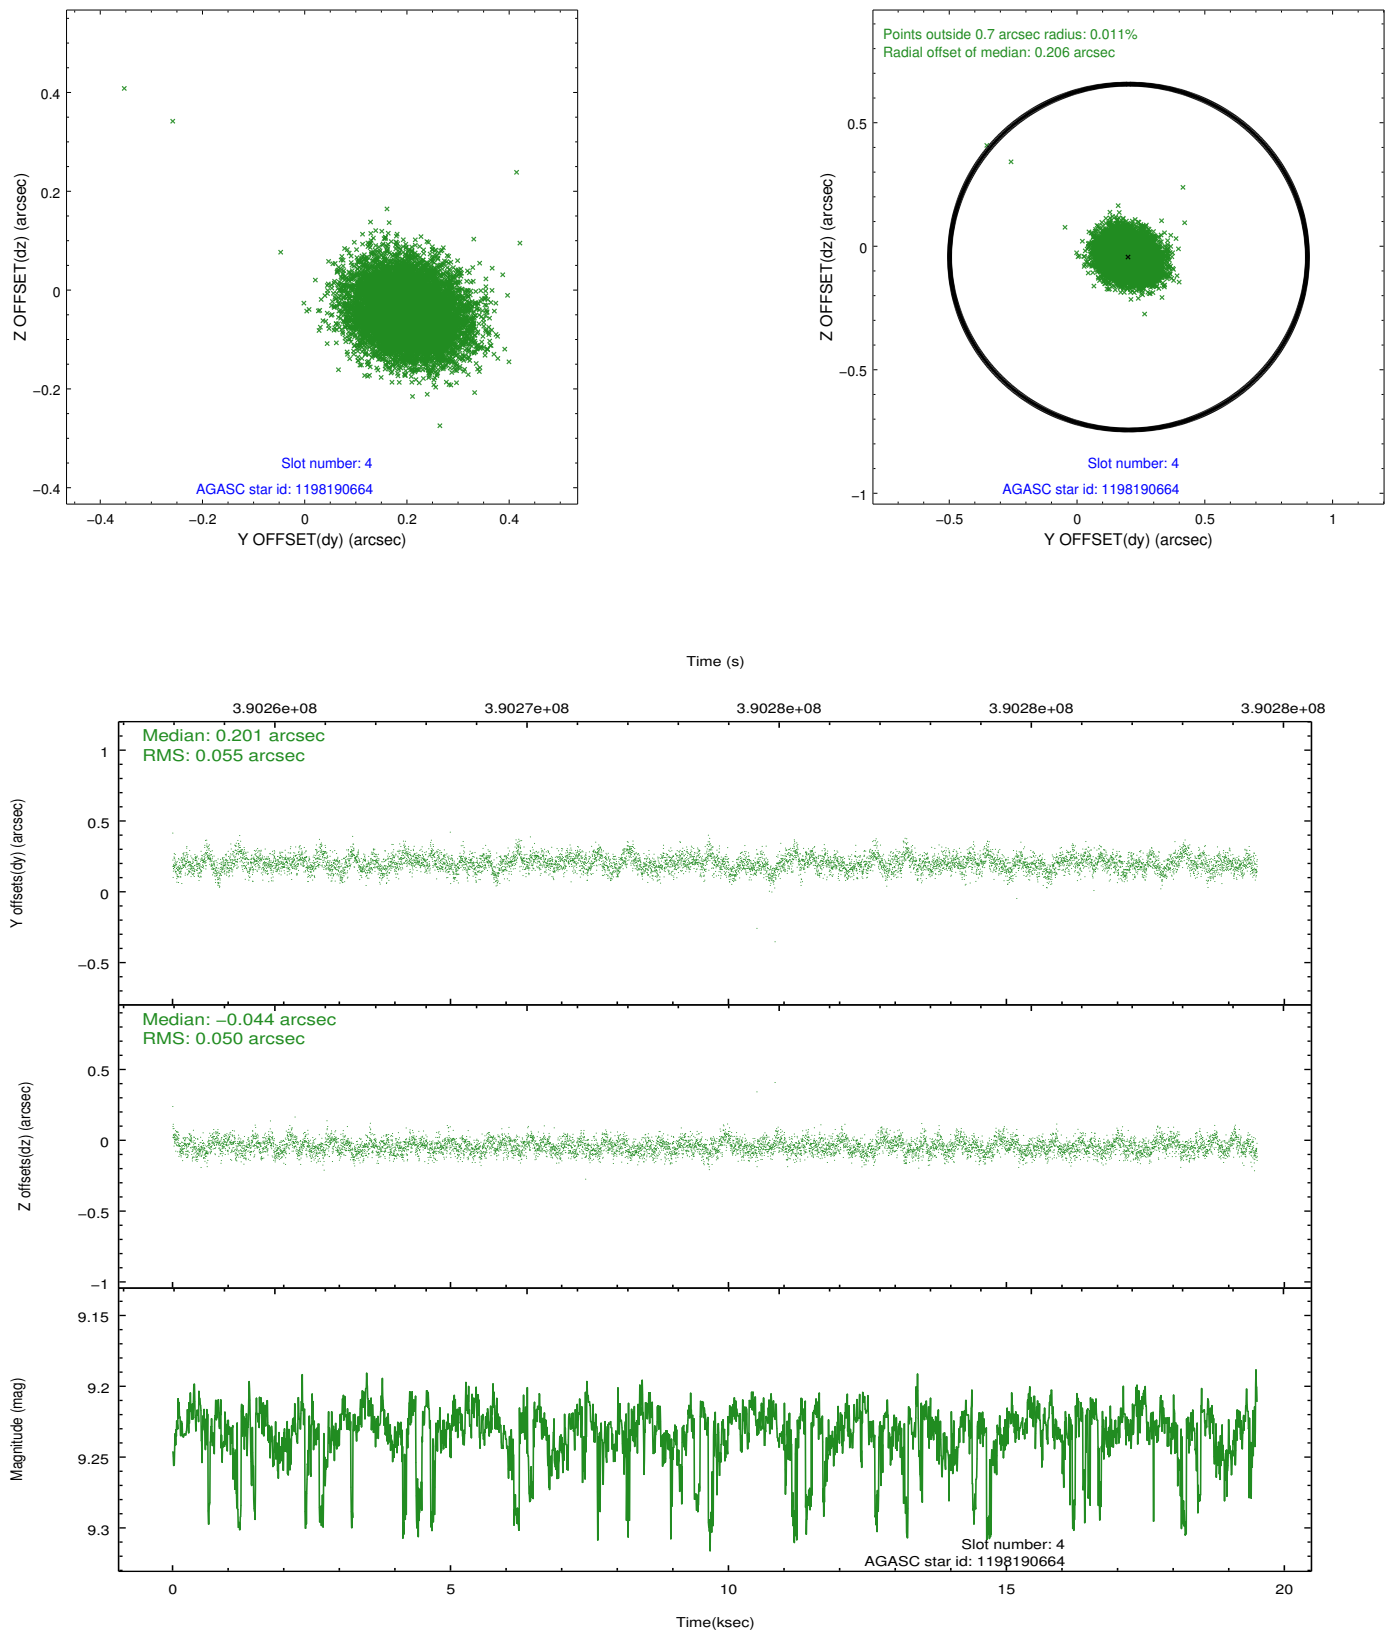 0.4
0.2
0
−0.2
−0.4
Z OFFSET(dz) (arcsec)
Slot number: 4
AGASC star id: 1198190664
−0.4 −0.2 0 0.2 0.4
Y OFFSET(dy) (arcsec)
Points outside 0.7 arcsec radius: 0.011%
Radial offset of median: 0.206 arcsec
0.5
0
−0.5
−1
Z OFFSET(dz) (arcsec)
Slot number: 4
AGASC star id: 1198190664
−0.5 0 0.5 1
Y OFFSET(dy) (arcsec)
Time (s)
3.9026e+08 3.9027e+08 3.9028e+08 3.9028e+08 3.9028e+08
Median: 0.201 arcsec
RMS: 0.055 arcsec
1
0.5
0
−0.5
Y offsets(dy) (arcsec)
Median: −0.044 arcsec
RMS: 0.050 arcsec
0.5
0
−0.5
−1
Z offsets(dz) (arcsec)
9.15
9.2
9.25
9.3
Magnitude (mag)
Slot number: 4
AGASC star id: 1198190664
0 5 10 15 20
Time(ksec)